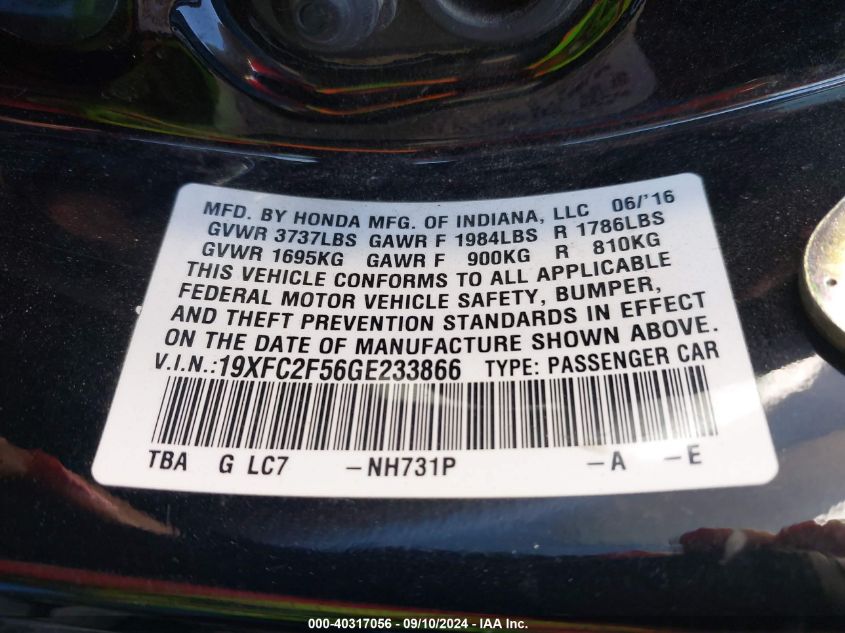 MFD. BY HONDA MFG. OF INDIANA, LLC 06/'16
GVWR 3737LBS GAWR F 1984LBS R 1786LBS
GVWR 1695KG GAWR F 900KG R 810KG
THIS VEHICLE CONFORMS TO ALL APPLICABLE
FEDERAL MOTOR VEHICLE SAFETY, BUMPER,
AND THEFT PREVENTION STANDARDS IN EFFECT
ON THE DATE OF MANUFACTURE SHOWN ABOVE.
V.I.N.:19XFC2F56GE233866 TYPE: PASSENGER CAR
TBA G LC7 -NH731P -A -E
000-40317056 - 09/10/2024 - IAA Inc.